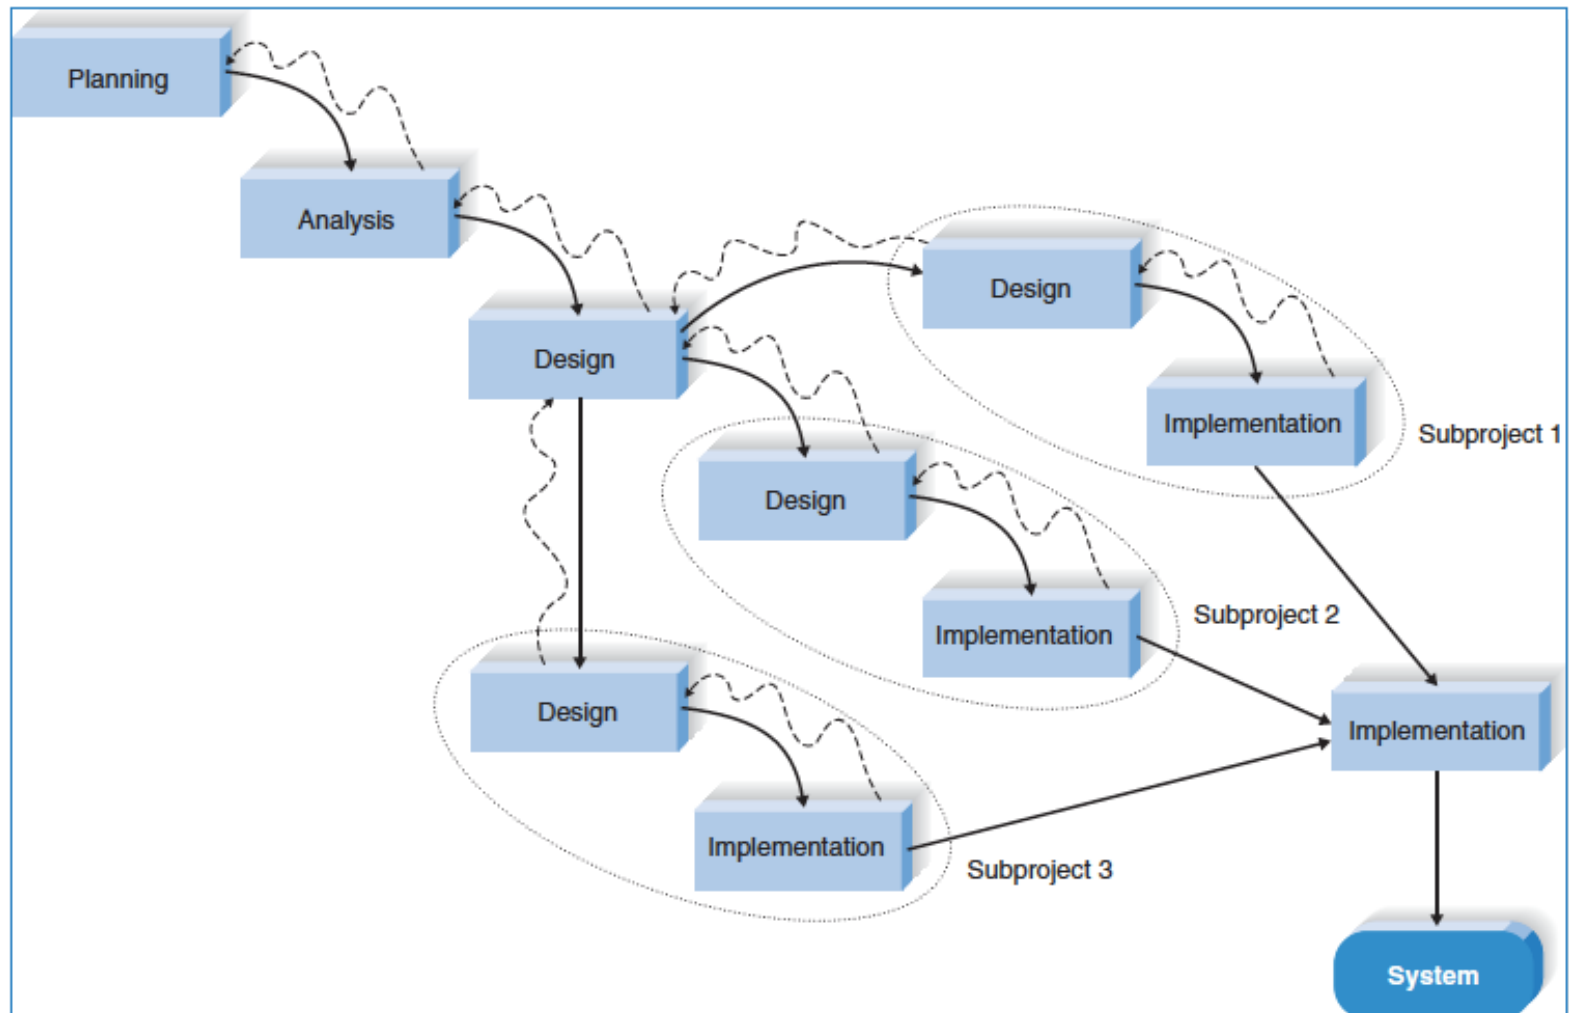 Planning
Analysis
Design
Design
Implementation
Subproject 1
Design
Implementation
Subproject 2
Design
Implementation
Subproject 3
Implementation
System